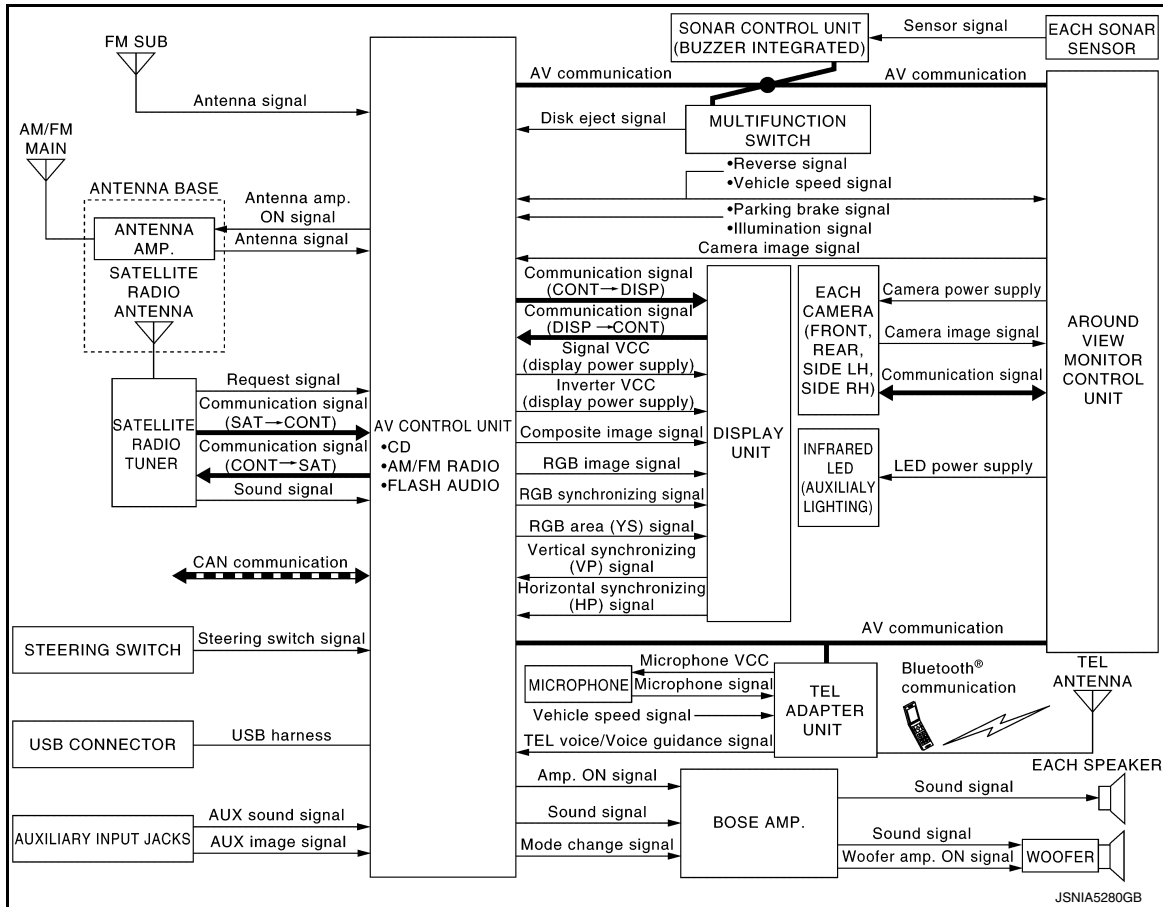 FM SUB
Antenna signal
AM/FM
MAIN
ANTENNA BASE
Antenna amp.
ON signal
ANTENNA
AMP.
Antenna signal
SATELLITE
RADIO
ANTENNA
SATELLITE
RADIO
TUNER
Request signal
Communication signal
(SAT→CONT)
Communication signal
(CONT→SAT)
Sound signal
CAN communication
STEERING SWITCH
Steering switch signal
USB CONNECTOR
USB harness
AUXILIARY INPUT JACKS
AUX sound signal
AUX image signal
AV CONTROL UNIT
•CD
•AM/FM RADIO
•FLASH AUDIO
SONAR CONTROL UNIT
(BUZZER INTEGRATED)
Sensor signal
EACH SONAR
SENSOR
AV communication
AV communication
Disk eject signal
MULTIFUNCTION
SWITCH
•Reverse signal
•Vehicle speed signal
•Parking brake signal
•Illumination signal
Camera image signal
Communication signal
(CONT→DISP)
Communication signal
(DISP→CONT)
Signal VCC
(display power supply)
Inverter VCC
(display power supply)
Composite image signal
RGB image signal
RGB synchronizing signal
RGB area (YS) signal
Vertical synchronizing
(VP) signal
Horizontal synchronizing
(HP) signal
DISPLAY
UNIT
EACH
CAMERA
(FRONT,
REAR,
SIDE LH,
SIDE RH)
Camera power supply
Camera image signal
Communication signal
INFRARED
LED
(AUXILIALY
LIGHTING)
LED power supply
AROUND
VIEW
MONITOR
CONTROL
UNIT
AV communication
MICROPHONE
Microphone VCC
Microphone signal
Vehicle speed signal
TEL voice/Voice guidance signal
TEL
ADAPTER
UNIT
Bluetooth®
communication
TEL
ANTENNA
Amp. ON signal
Sound signal
Mode change signal
BOSE AMP.
EACH SPEAKER
Sound signal
Sound signal
Woofer amp. ON signal
WOOFER
JSNIA5280GB